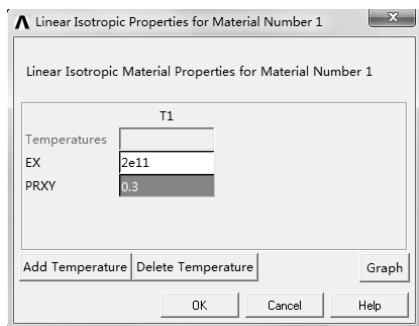 Linear Isotropic Properties for Material Number 1
Linear Isotropic Material Properties for Material Number 1
T1
Temperatures
EX 2e11
PRXY 0.3
Add Temperature Delete Temperature Graph
OK Cancel Help